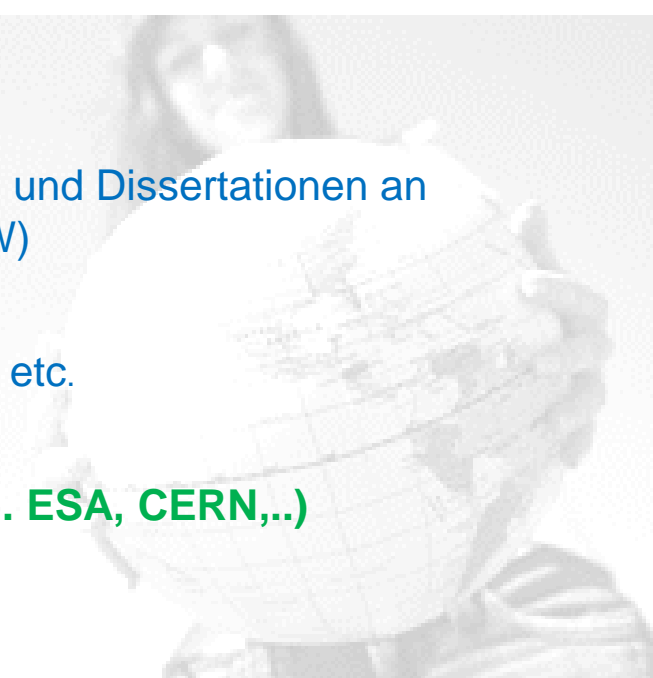 und Dissertationen an
W)
etc.
. ESA, CERN,..)